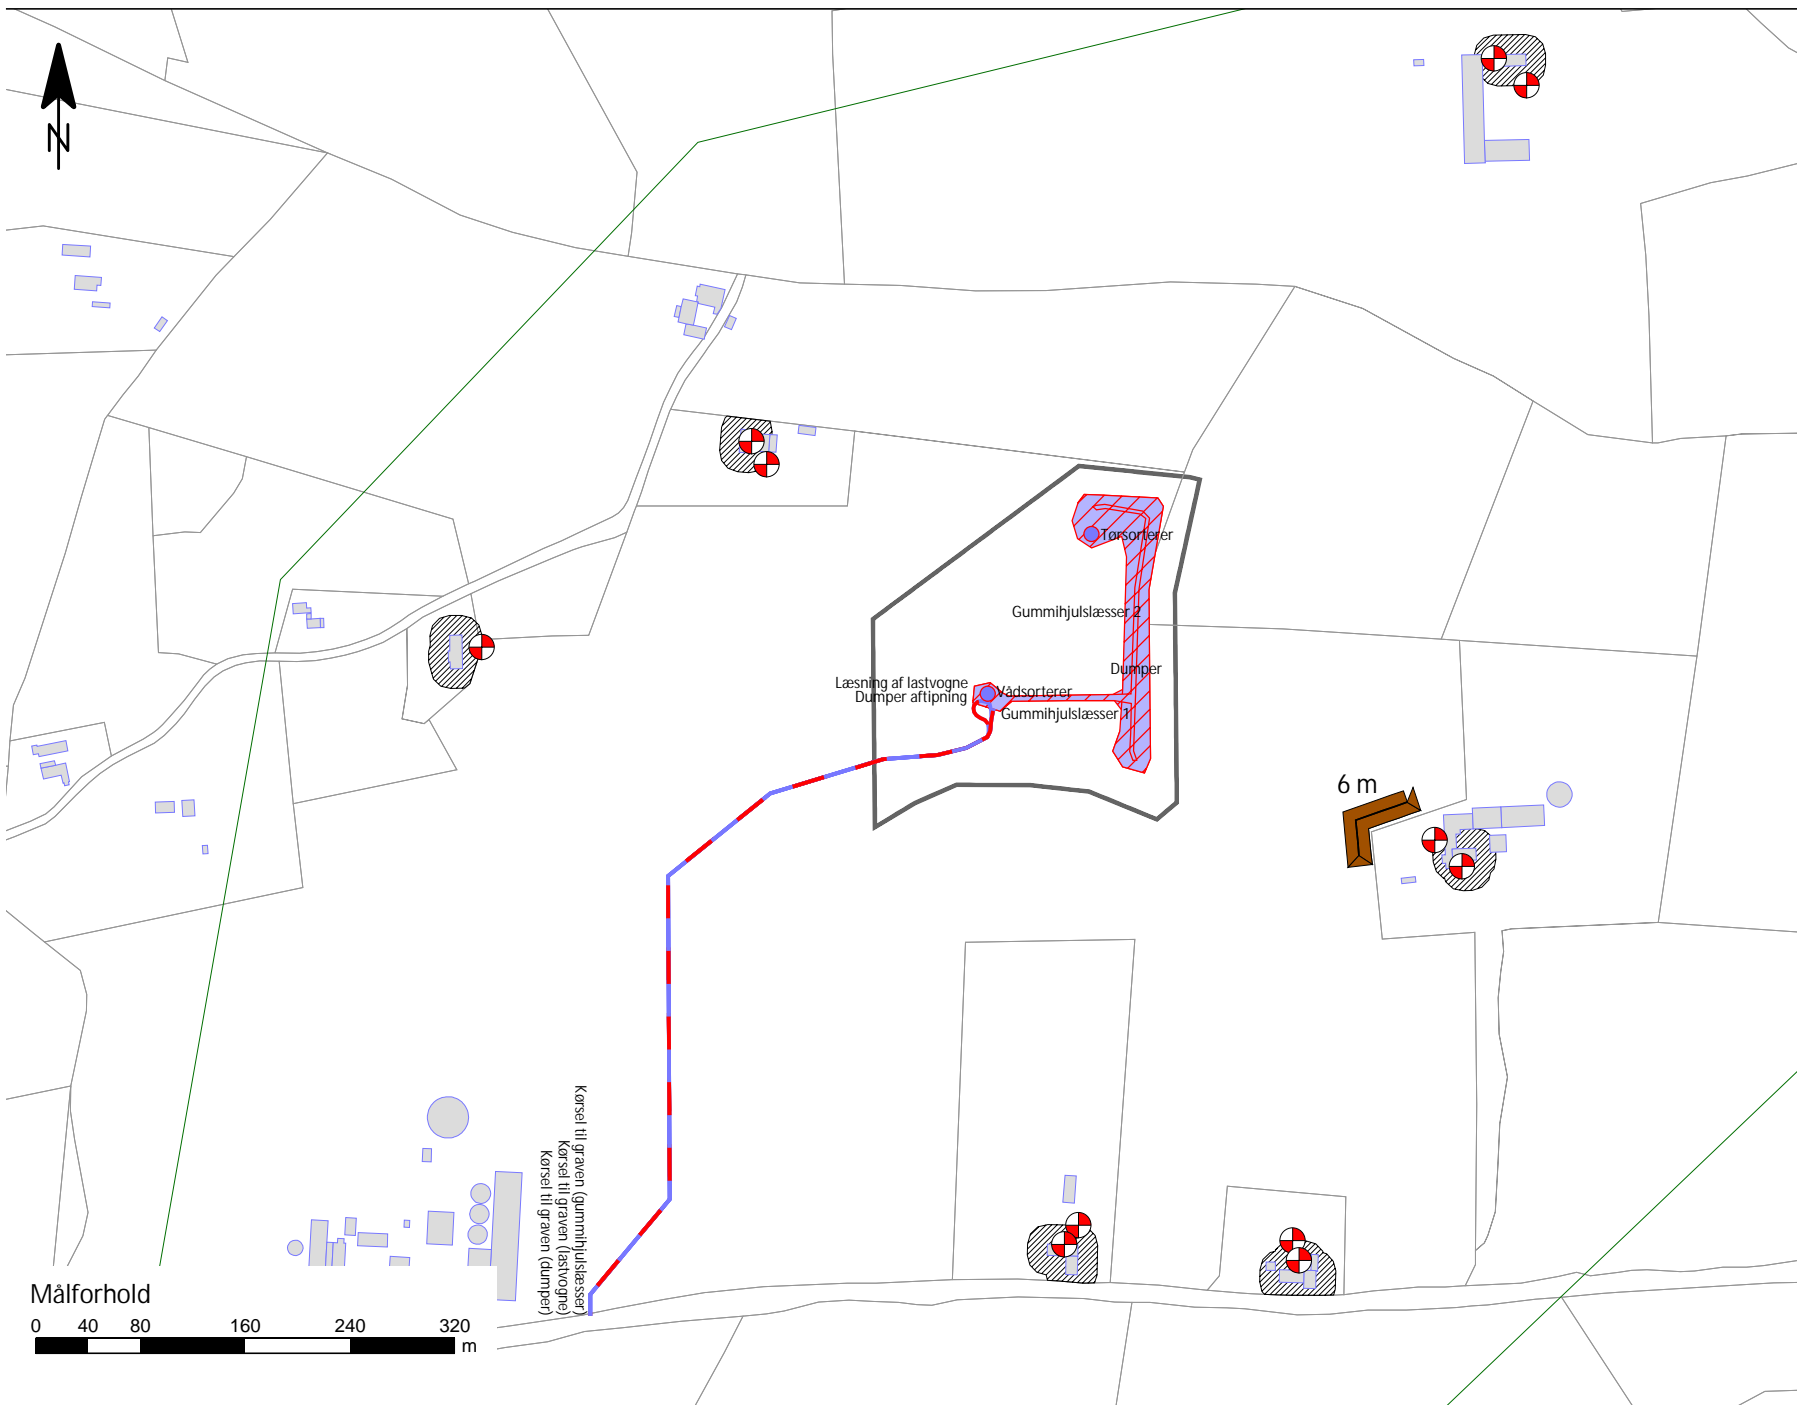 N
Tørsorterer
Gummihjulslæsser 2
Dumper
Læsning af lastvogne
Vådsorterer
Dumper aftipning
Gummihjulslæsser 1
6 m
Kørsel til graven (gummihjulslæsser)
Kørsel til graven (lastvogne)
Kørsel til graven (dumper)
Målforhold
0 40 80 160 240 320
m